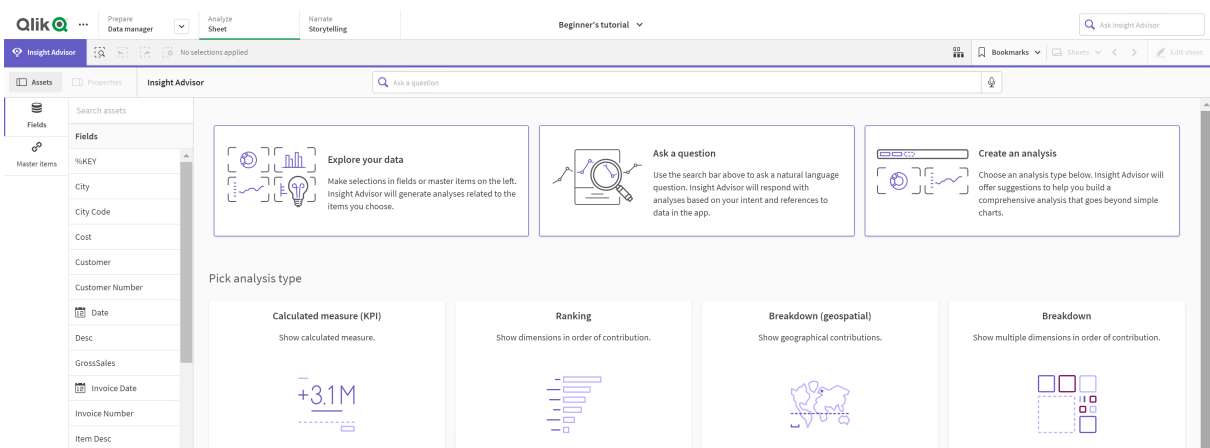 Qlik
Prepare
Data manager
Analyze
Sheet
Narrate
Storytelling
Beginner's tutorial
Ask Insight Advisor
Insight Advisor
No selections applied
Bookmarks
Sheets
Edit sheet
Assets
Properties
Insight Advisor
Ask a question
Fields
Master items
Search assets
Fields
%KEY
City
City Code
Cost
Customer
Customer Number
Date
Desc
GrossSales
Invoice Date
Invoice Number
Item Desc
Explore your data
Make selections in fields or master items on the left.
Insight Advisor will generate analyses related to the
items you choose.
Ask a question
Use the search bar above to ask a natural language
question. Insight Advisor will respond with
analyses based on your intent and references to
data in the app.
Create an analysis
Choose an analysis type below. Insight Advisor will
offer suggestions to help you build a
comprehensive analysis that goes beyond simple
charts.
Pick analysis type
Calculated measure (KPI)
Show calculated measure.
+3.1M
Ranking
Show dimensions in order of contribution.
Breakdown (geospatial)
Show geographical contributions.
Breakdown
Show multiple dimensions in order of contribution.